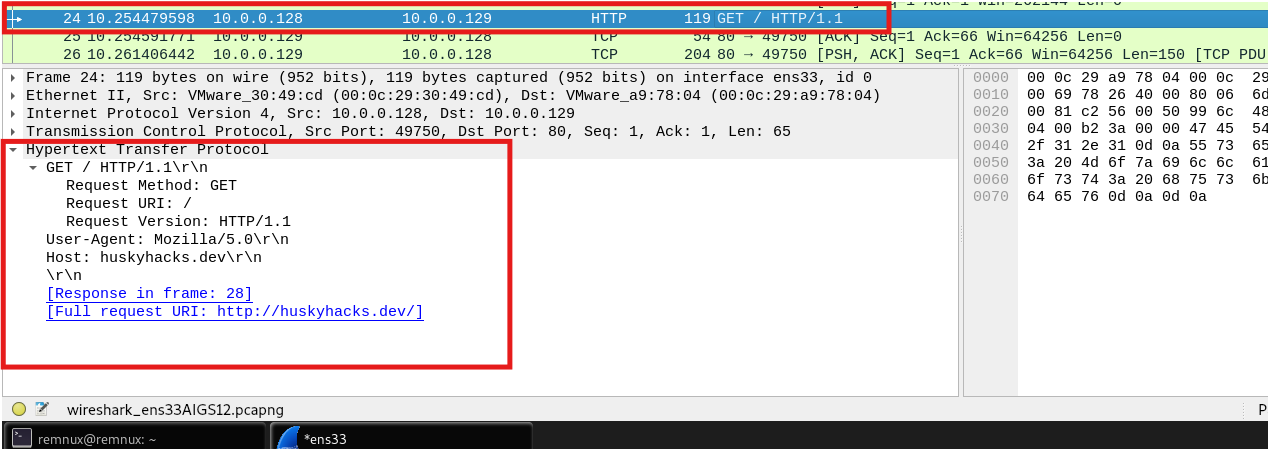 24 10.254479598 10.0.0.128 10.0.0.129 HTTP 119 GET / HTTP/1.1
25 10.254591771 10.0.0.129 10.0.0.128 TCP 54 80 → 49750 [ACK] Seq=1 Ack=66 Win=64256 Len=0
26 10.261406442 10.0.0.129 10.0.0.128 TCP 204 80 → 49750 [PSH, ACK] Seq=1 Ack=66 Win=64256 Len=150 [TCP PDU
Frame 24: 119 bytes on wire (952 bits), 119 bytes captured (952 bits) on interface ens33, id 0
Ethernet II, Src: VMware_30:49:cd (00:0c:29:30:49:cd), Dst: VMware_a9:78:04 (00:0c:29:a9:78:04)
Internet Protocol Version 4, Src: 10.0.0.128, Dst: 10.0.0.129
Transmission Control Protocol, Src Port: 49750, Dst Port: 80, Seq: 1, Ack: 1, Len: 65
Hypertext Transfer Protocol
GET / HTTP/1.1\r\n
Request Method: GET
Request URI: /
Request Version: HTTP/1.1
User-Agent: Mozilla/5.0\r\n
Host: huskyhacks.dev\r\n
\r\n
[Response in frame: 28]
[Full request URI: http://huskyhacks.dev/]
0000 00 0c 29 a9 78 04 00 0c 29
0010 00 69 78 26 40 00 80 06 6d
0020 00 81 c2 56 00 50 99 6c 48
0030 04 00 b2 3a 00 00 47 45 54
0040 2f 31 2e 31 0d 0a 55 73 65
0050 3a 20 4d 6f 7a 69 6c 6c 61
0060 6f 73 74 3a 20 68 75 73 6b
0070 64 65 76 0d 0a 0d 0a
wireshark_ens33AIGS12.pcapng P
remnux@remnux: ~ *ens33